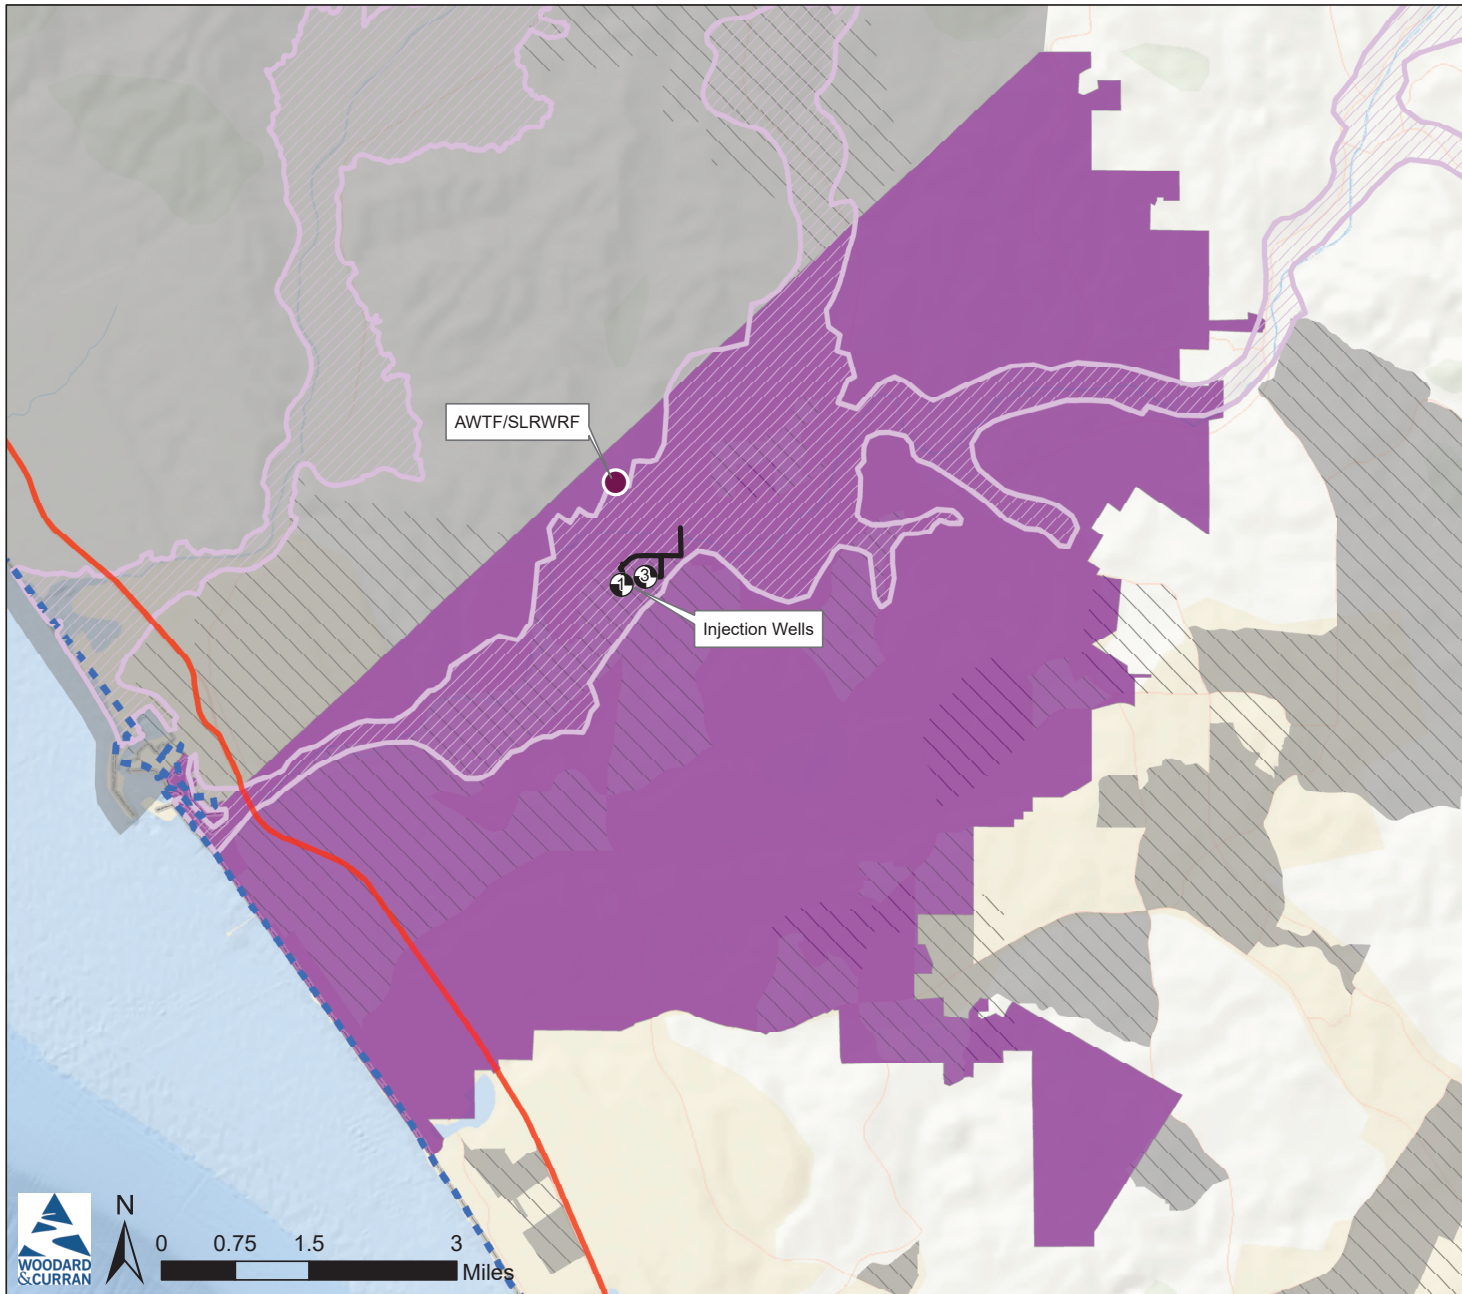 AWTF/SLRWRF
1
3
Injection Wells
N
0 0.75 1.5 3
Miles
WOODARD
&CURRAN